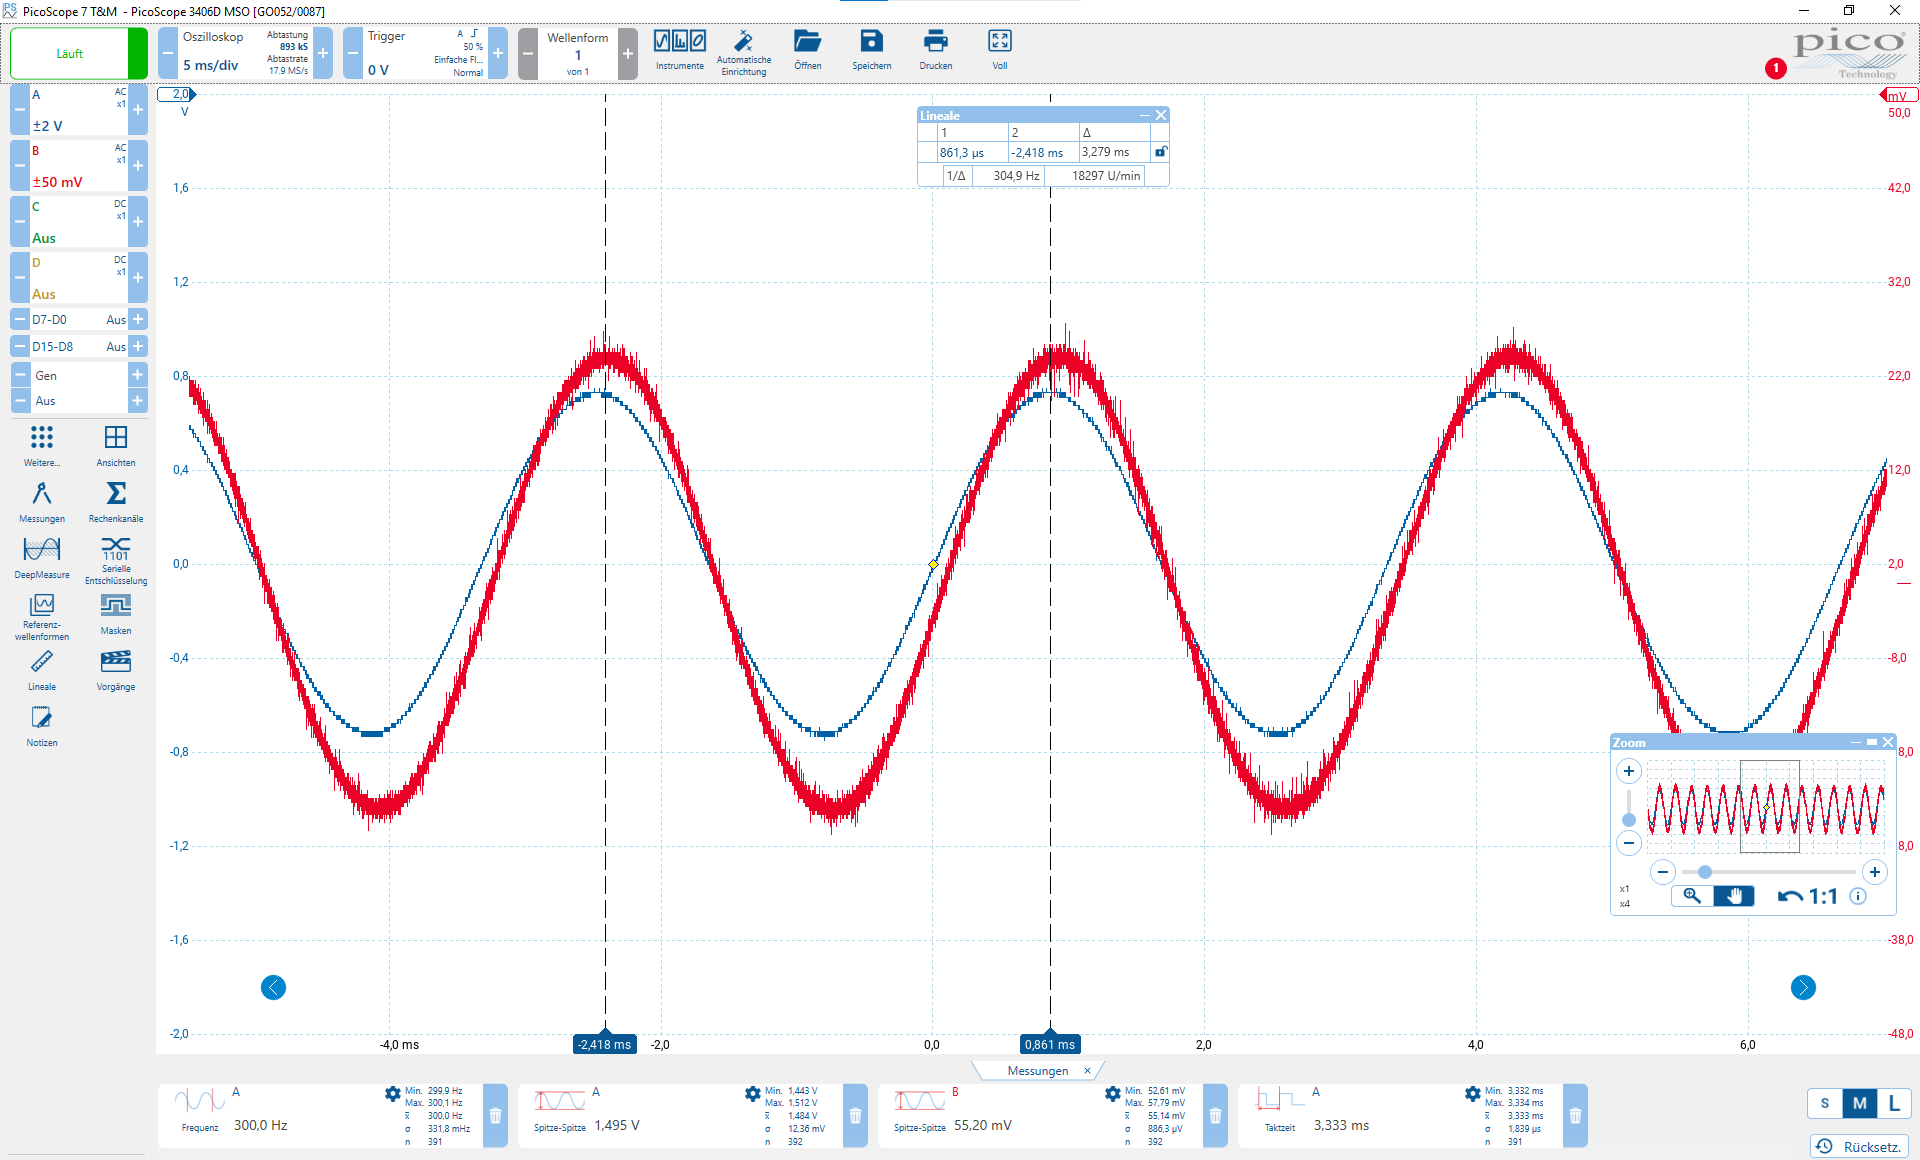 PicoScope 7 T&M - PicoScope 3406D MSO [GO052/0087]
Läuft
Oszilloskop
5 ms/div
Abtastung
893 kS
Abtastrate
17.9 MS/s
Trigger
0 V
A
50 %
Einfache Fl...
Normal
Wellenform
1
von 1
Instrumente
Automatische
Einrichtung
Öffnen
Speichern
Drucken
Voll
1
pico
Technology
A
AC
x1
±2 V
B
AC
x1
±50 mV
C
DC
x1
Aus
D
DC
x1
Aus
D7-D0 Aus
D15-D8 Aus
Gen
Aus
Weitere...
Ansichten
Messungen
Rechenkanäle
DeepMeasure
1101
Serielle
Entschlüsselung
Referenz-
wellenformen
Masken
Lineale
Vorgänge
Notizen
2,0
V
1,6
1,2
0,8
0,4
0,0
-0,4
-0,8
-1,2
-1,6
-2,0
mV
50,0
42,0
32,0
22,0
12,0
2,0
-8,0
8,0
8,0
-38,0
-48,0
Lineale
1 2 Δ
861,3 µs -2,418 ms 3,279 ms
1/Δ 304,9 Hz 18297 U/min
Zoom
x1
x4
1:1
-4,0 ms
-2,418 ms
-2,0
0,0
0,861 ms
2,0
4,0
6,0
Messungen
A
Frequenz
300,0 Hz
Min. 299,9 Hz
Max. 300,1 Hz
x̄ 300,0 Hz
σ 331,8 mHz
n 391
A
Spitze-Spitze
1,495 V
Min. 1,443 V
Max. 1,512 V
x̄ 1,484 V
σ 12,36 mV
n 392
B
Spitze-Spitze
55,20 mV
Min. 52,61 mV
Max. 57,79 mV
x̄ 55,14 mV
σ 886,3 µV
n 392
A
Taktzeit
3,333 ms
Min. 3,332 ms
Max. 3,334 ms
x̄ 3,333 ms
σ 1,839 µs
n 391
S M L
Rücksetz.